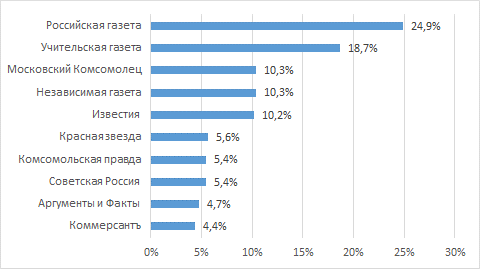 Российская газета 24,9%
Учительская газета 18,7%
Московский Комсомолец 10,3%
Независимая газета 10,3%
Известия 10,2%
Красная звезда 5,6%
Комсомольская правда 5,4%
Советская Россия 5,4%
Аргументы и Факты 4,7%
Коммерсантъ 4,4%
0% 5% 10% 15% 20% 25% 30%